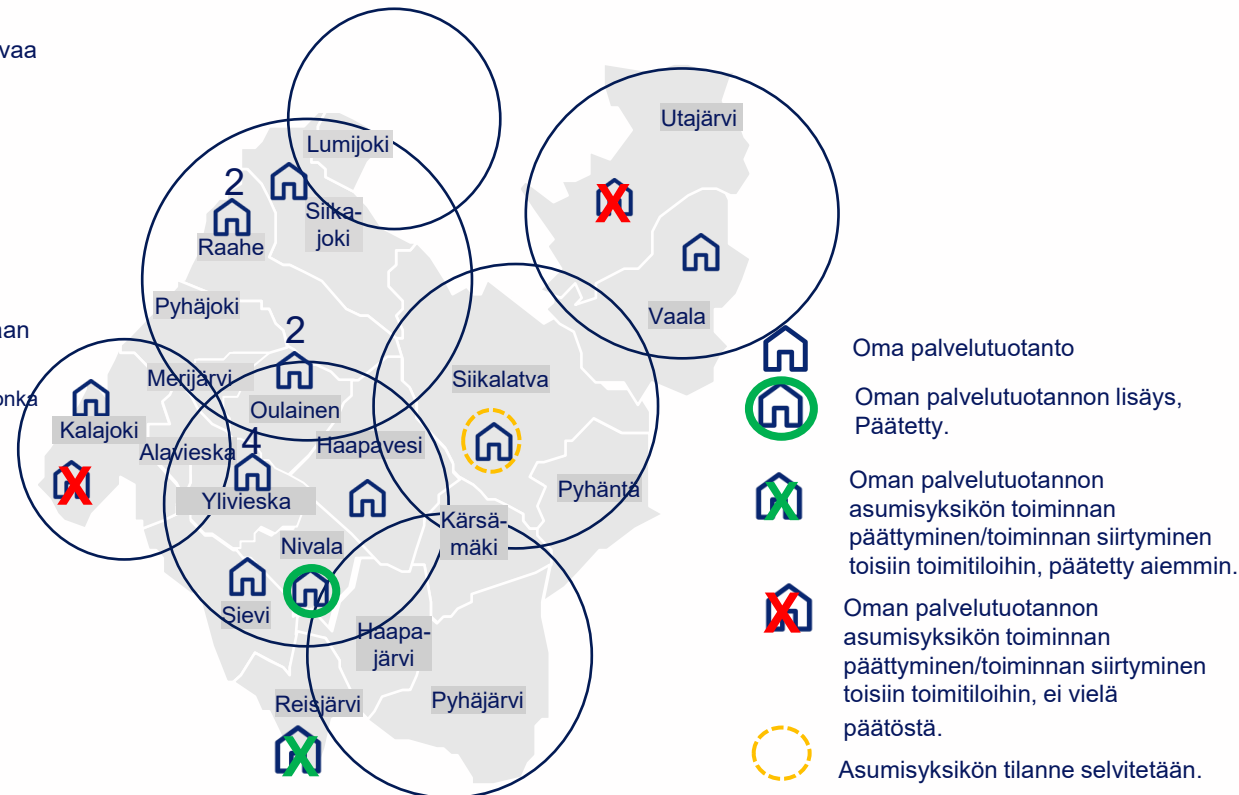 vaa
aan
onka
Utajärvi
Lumijoki
2
Siika-
joki
Raahe
Vaala
Pyhäjoki
2
Merijärvi
Siikalatva
Oulainen
Kalajoki
Alavieska
4
Haapavesi
Ylivieska
Pyhäntä
Kärsä-
mäki
Nivala
Sievi
Haapa-
järvi
Reisjärvi
Pyhäjärvi
X
X
X
Oma palvelutuotanto
Oman palvelutuotannon lisäys,
Päätetty.
X
Oman palvelutuotannon
asumisyksikön toiminnan
päättyminen/toiminnan siirtyminen
toisiin toimitiloihin, päätetty aiemmin.
X
Oman palvelutuotannon
asumisyksikön toiminnan
päättyminen/toiminnan siirtyminen
toisiin toimitiloihin, ei vielä
päätöstä.
Asumisyksikön tilanne selvitetään.